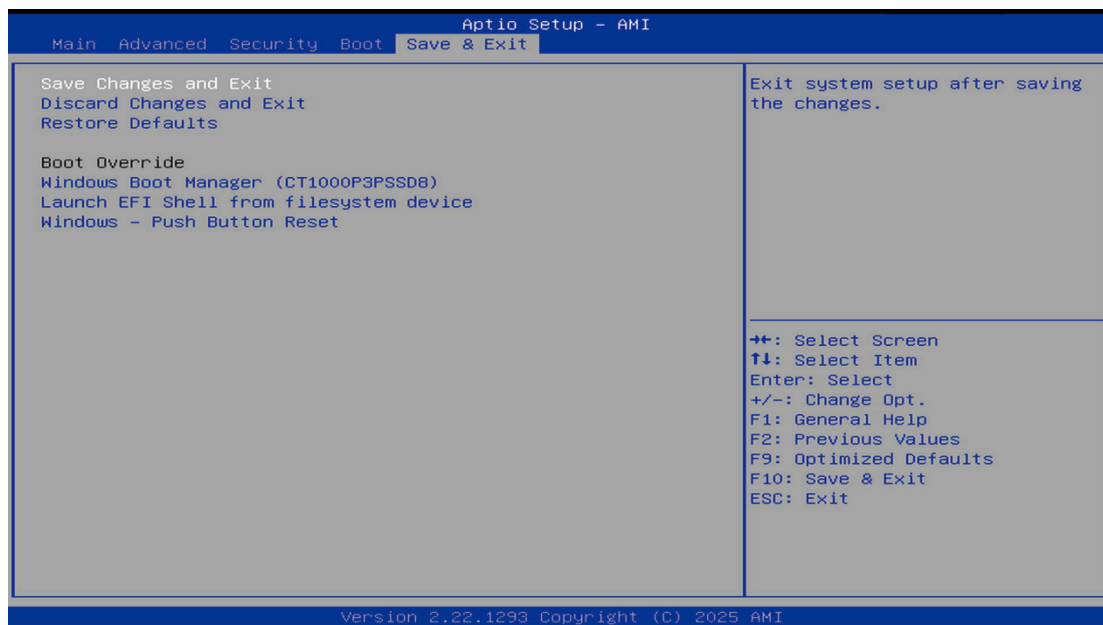 Aptio Setup – AMI
Main Advanced Security Boot Save & Exit
Save Changes and Exit
Discard Changes and Exit
Restore Defaults
Boot Override
Windows Boot Manager (CT1000P3PSSD8)
Launch EFI Shell from filesystem device
Windows – Push Button Reset
Exit system setup after saving
the changes.
→←: Select Screen
↑↓: Select Item
Enter: Select
+/-: Change Opt.
F1: General Help
F2: Previous Values
F9: Optimized Defaults
F10: Save & Exit
ESC: Exit
Version 2.22.1293 Copyright (C) 2025 AMI